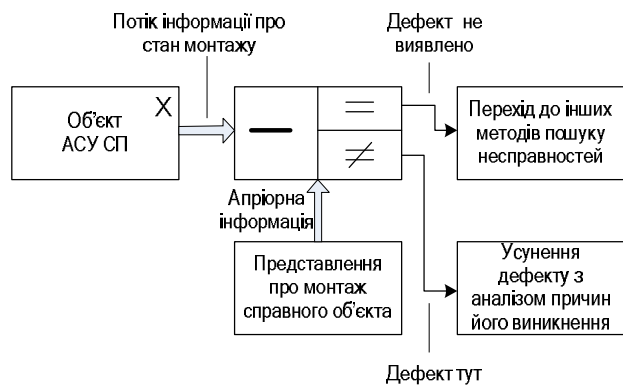 Потік інформації про
стан монтажу
Дефект не
виявлено
Об'єкт
АСУ СП
X
Перехід до інших
методів пошуку
несправностей
Апріорна
інформація
Представлення
про монтаж
справного об'єкта
Усунення
дефекту з
аналізом причин
його виникнення
Дефект тут